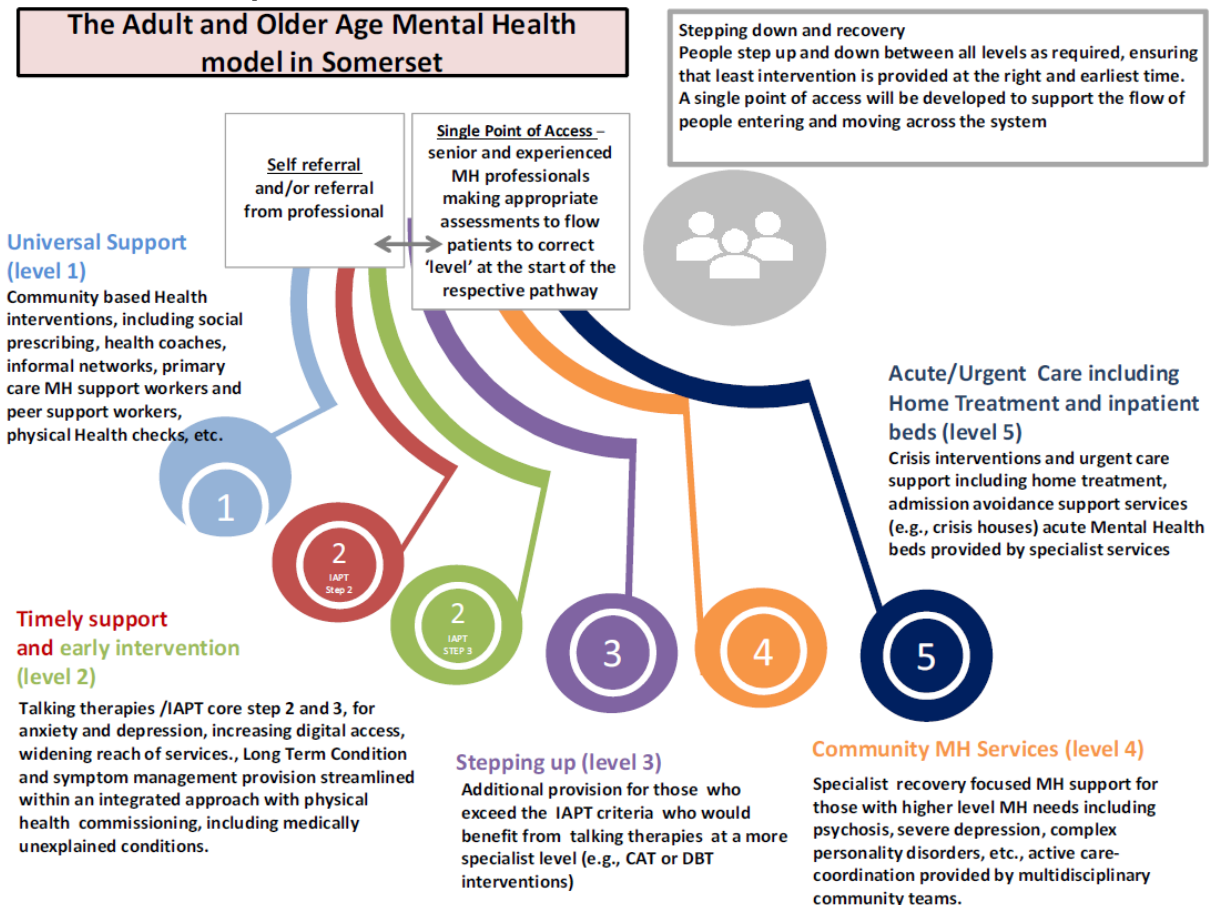 The Adult and Older Age Mental Health
model in Somerset
Stepping down and recovery
People step up and down between all levels as required, ensuring
that least intervention is provided at the right and earliest time.
A single point of access will be developed to support the flow of
people entering and moving across the system
Self referral
and/or referral
from professional
Single Point of Access –
senior and experienced
MH professionals
making appropriate
assessments to flow
patients to correct
‘level’ at the start of the
respective pathway
Universal Support
(level 1)
Community based Health
interventions, including social
prescribing, health coaches,
informal networks, primary
care MH support workers and
peer support workers,
physical Health checks, etc.
1
2
IAPT
Step 2
2
IAPT
STEP 3
3
4
5
Acute/Urgent Care including
Home Treatment and inpatient
beds (level 5)
Crisis interventions and urgent care
support including home treatment,
admission avoidance support services
(e.g., crisis houses) acute Mental Health
beds provided by specialist services
Timely support
and early intervention
(level 2)
Talking therapies /IAPT core step 2 and 3, for
anxiety and depression, increasing digital access,
widening reach of services., Long Term Condition
and symptom management provision streamlined
within an integrated approach with physical
health commissioning, including medically
unexplained conditions.
Stepping up (level 3)
Additional provision for those who
exceed the IAPT criteria who would
benefit from talking therapies at a more
specialist level (e.g., CAT or DBT
interventions)
Community MH Services (level 4)
Specialist recovery focused MH support for
those with higher level MH needs including
psychosis, severe depression, complex
personality disorders, etc., active care-
coordination provided by multidisciplinary
community teams.